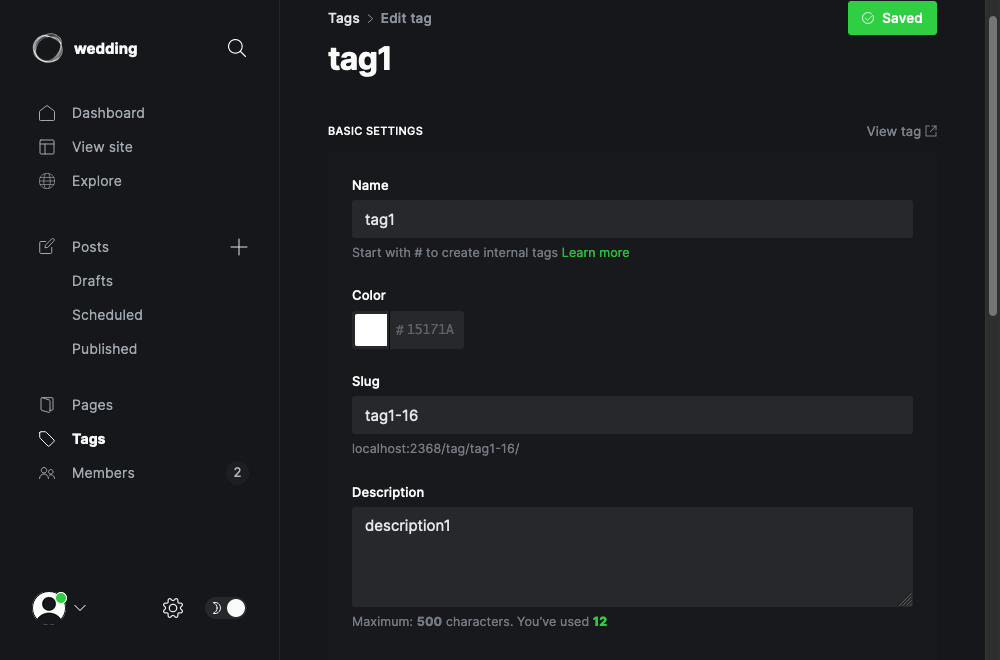 wedding
Dashboard
View site
Explore
Posts
Drafts
Scheduled
Published
Pages
Tags
Members 2
Tags > Edit tag
Saved
tag1
BASIC SETTINGS
View tag
Name
tag1
Start with # to create internal tags Learn more
Color
# 15171A
Slug
tag1-16
localhost:2368/tag/tag1-16/
Description
description1
Maximum: 500 characters. You've used 12